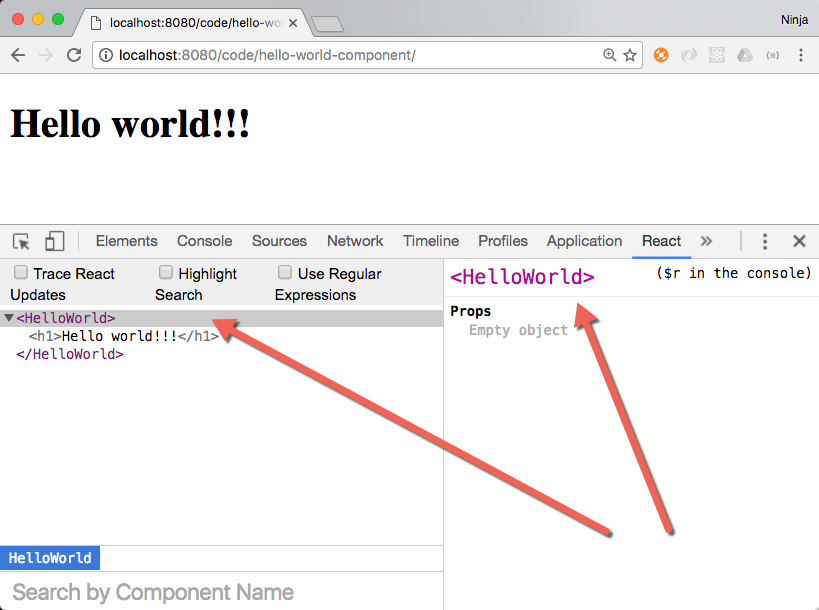 localhost:8080/code/hello-wo
Ninja
localhost:8080/code/hello-world-component/
Hello world!!!
Elements Console Sources Network Timeline Profiles Application React »
Trace React Updates
Highlight Search
Use Regular Expressions
<HelloWorld>
<h1>Hello world!!!</h1>
</HelloWorld>
HelloWorld
Search by Component Name
<HelloWorld>
($r in the console)
Props
Empty object